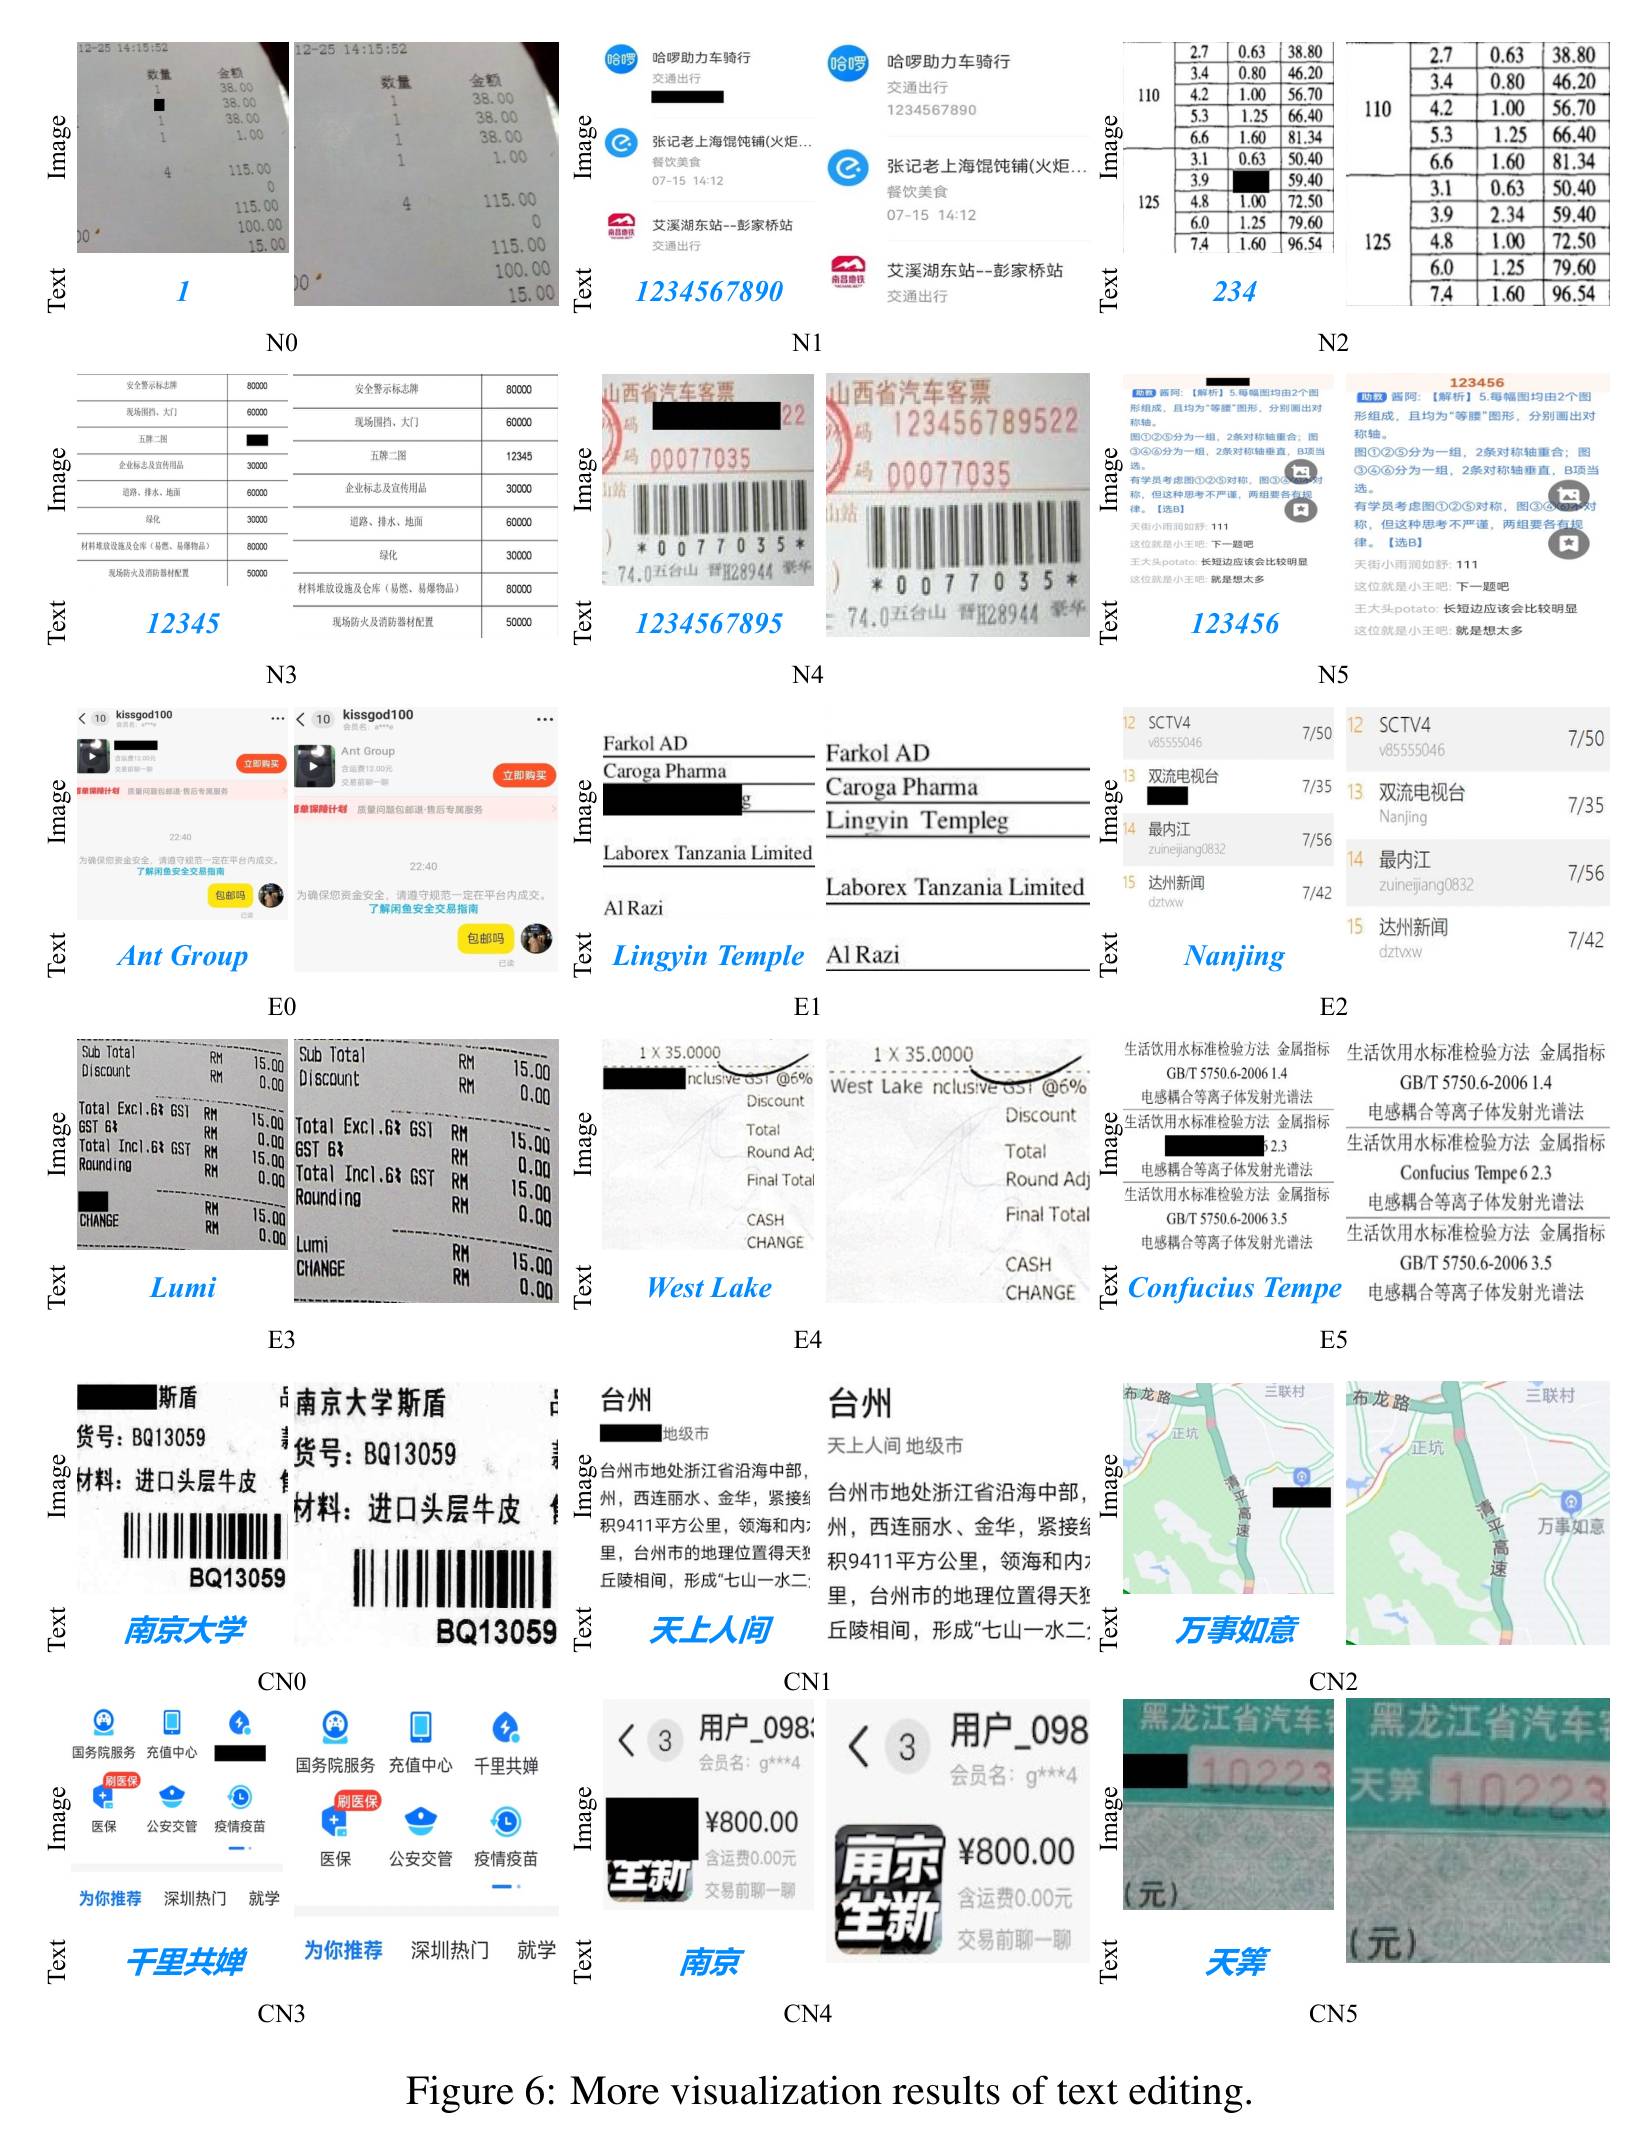 Image
12-25 14:15:52
数量 金额
1 38.00
38.00
1 38.00
1 1.00
4 115.00
0
115.00
100.00
15.00
Text
1
12-25 14:15:52
数量 金额
1 38.00
1 38.00
1 38.00
1 1.00
4 115.00
0
115.00
100.00
15.00
N0
Image
哈啰
哈啰助力车骑行
交通出行
张记老上海馄饨铺(火炬...
餐饮美食
07-15 14:12
南昌地铁
艾溪湖东站--彭家桥站
交通出行
Text
1234567890
哈啰
哈啰助力车骑行
交通出行
1234567890
张记老上海馄饨铺(火炬...
餐饮美食
07-15 14:12
南昌地铁
艾溪湖东站--彭家桥站
交通出行
N1
Image
2.7 0.63 38.80
3.4 0.80 46.20
110 4.2 1.00 56.70
5.3 1.25 66.40
6.6 1.60 81.34
3.1 0.63 50.40
3.9 59.40
125 4.8 1.00 72.50
6.0 1.25 79.60
7.4 1.60 96.54
Text
234
2.7 0.63 38.80
3.4 0.80 46.20
110 4.2 1.00 56.70
5.3 1.25 66.40
6.6 1.60 81.34
3.1 0.63 50.40
3.9 2.34 59.40
125 4.8 1.00 72.50
6.0 1.25 79.60
7.4 1.60 96.54
N2
Image
安全警示标志牌 80000
现场围挡、大门 60000
五牌二图
企业标志及宣传用品 30000
道路、排水、地面 60000
绿化 30000
材料堆放设施及仓库（易燃、易爆物品） 80000
现场防火及消防器材配置 50000
Text
12345
安全警示标志牌 80000
现场围挡、大门 60000
五牌二图 12345
企业标志及宣传用品 30000
道路、排水、地面 60000
绿化 30000
材料堆放设施及仓库（易燃、易爆物品） 80000
现场防火及消防器材配置 50000
N3
Image
山西省汽车客票
码 22
码 00077035
站
*0077035*
74.0五台山 晋H28944 豪华
Text
1234567895
山西省汽车客票
码 123456789522
码 00077035
站
*0077035*
74.0五台山 晋H28944 豪华
N4
Image
助教 酱阿: 【解析】5.每幅图均由2个图
形组成，且均为“等腰”图形，分别画出对
称轴。
图①②⑤分为一组，2条对称轴重合；图
③④⑥分为一组，2条对称轴垂直，B项当
选。
有学员考虑图①②⑤对称，图③④⑥不对
称，但这种思考不严谨，两组要各有规
律。【选B】
天街小雨润如舒: 111
这位就是小王吧: 下一题吧
王大头potato: 长短边应该会比较明显
这位就是小王吧: 就是想太多
Text
123456
123456
助教 酱阿: 【解析】5.每幅图均由2个图
形组成，且均为“等腰”图形，分别画出对
称轴。
图①②⑤分为一组，2条对称轴重合；图
③④⑥分为一组，2条对称轴垂直，B项当
选。
有学员考虑图①②⑤对称，图③④⑥不对
称，但这种思考不严谨，两组要各有规
律。【选B】
天街小雨润如舒: 111
这位就是小王吧: 下一题吧
王大头potato: 长短边应该会比较明显
这位就是小王吧: 就是想太多
N5
Image
10 kissgod100 ...
会员名: a***e
含运费12.00元
交易前聊一聊
立即购买
首单保障计划 质量问题包邮退·售后专属服务
22:40
为确保您资金安全，请遵守规范一定在平台内成交。
了解闲鱼安全交易指南
包邮吗
已读
Text
Ant Group
10 kissgod100 ...
会员名: a***e
Ant Group
含运费12.00元
交易前聊一聊
立即购买
首单保障计划 质量问题包邮退·售后专属服务
22:40
为确保您资金安全，请遵守规范一定在平台内成交。
了解闲鱼安全交易指南
包邮吗
已读
E0
Image
Farkol AD
Caroga Pharma
g
Laborex Tanzania Limited
Al Razi
Text
Lingyin Temple
Farkol AD
Caroga Pharma
Lingyin Templeg
Laborex Tanzania Limited
Al Razi
E1
Image
12 SCTV4 7/50
v85555046
13 双流电视台 7/35
14 最内江 7/56
zuineijiang0832
15 达州新闻 7/42
dztvxw
Text
Nanjing
12 SCTV4 7/50
v85555046
13 双流电视台 7/35
Nanjing
14 最内江 7/56
zuineijiang0832
15 达州新闻 7/42
dztvxw
E2
Image
Sub Total RM 15.00
Discount RM 0.00
Total Excl.6% GST RM 15.00
GST 6% RM 0.00
Total Incl.6% GST RM 15.00
Rounding RM 0.00
RM 15.00
CHANGE RM 0.00
Text
Lumi
Sub Total RM 15.00
Discount RM 0.00
Total Excl.6% GST RM 15.00
GST 6% RM 0.00
Total Incl.6% GST RM 15.00
Rounding RM 0.00
Lumi RM 15.00
CHANGE RM 0.00
E3
Image
1 X 35.0000
nclusive GST @6%
Discount
Total
Round Adj
Final Total
CASH
CHANGE
Text
West Lake
1 X 35.0000
West Lake nclusive GST @6%
Discount
Total
Round Adj
Final Total
CASH
CHANGE
E4
Image
生活饮用水标准检验方法 金属指标
GB/T 5750.6-2006 1.4
电感耦合等离子体发射光谱法
生活饮用水标准检验方法 金属指标
6 2.3
电感耦合等离子体发射光谱法
生活饮用水标准检验方法 金属指标
GB/T 5750.6-2006 3.5
电感耦合等离子体发射光谱法
Text
Confucius Tempe
生活饮用水标准检验方法 金属指标
GB/T 5750.6-2006 1.4
电感耦合等离子体发射光谱法
生活饮用水标准检验方法 金属指标
Confucius Tempe 6 2.3
电感耦合等离子体发射光谱法
生活饮用水标准检验方法 金属指标
GB/T 5750.6-2006 3.5
电感耦合等离子体发射光谱法
E5
Image
斯盾
货号: BQ13059
材料: 进口头层牛皮
BQ13059
Text
南京大学
南京大学斯盾
货号: BQ13059
材料: 进口头层牛皮
BQ13059
CN0
Image
台州
地级市
台州市地处浙江省沿海中部，
州，西连丽水、金华，紧接绍
积9411平方公里，领海和内水
里，台州市的地理位置得天独
丘陵相间，形成“七山一水二分
Text
天上人间
台州
天上人间 地级市
台州市地处浙江省沿海中部，
州，西连丽水、金华，紧接绍
积9411平方公里，领海和内水
里，台州市的地理位置得天独
丘陵相间，形成“七山一水二分
CN1
Image
布龙路
三联村
正坑
清平高速
Text
万事如意
布龙路
三联村
正坑
清平高速
万事如意
CN2
Image
国务院服务 充值中心
刷医保
医保 公安交管 疫情疫苗
为你推荐 深圳热门 就学
Text
千里共婵
国务院服务 充值中心 千里共婵
刷医保
医保 公安交管 疫情疫苗
为你推荐 深圳热门 就学
CN3
Image
3 用户_0983
会员名: g***4
¥800.00
含运费0.00元
交易前聊一聊
全新
Text
南京
3 用户_098
会员名: g***4
南京
全新
¥800.00
含运费0.00元
交易前聊一聊
CN4
Image
黑龙江省汽车客
10223
(元)
Text
天筭
黑龙江省汽车客
天筭 10223
(元)
CN5
Figure 6: More visualization results of text editing.